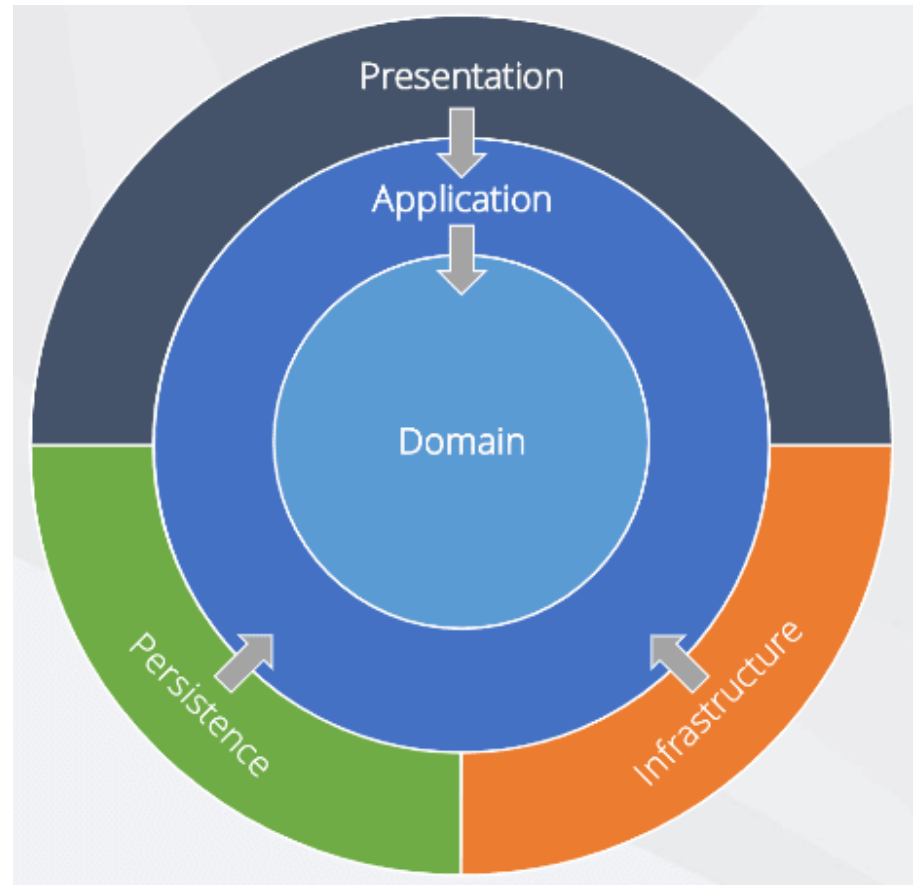 Presentation
Application
Domain
Persistence
Infrastructure